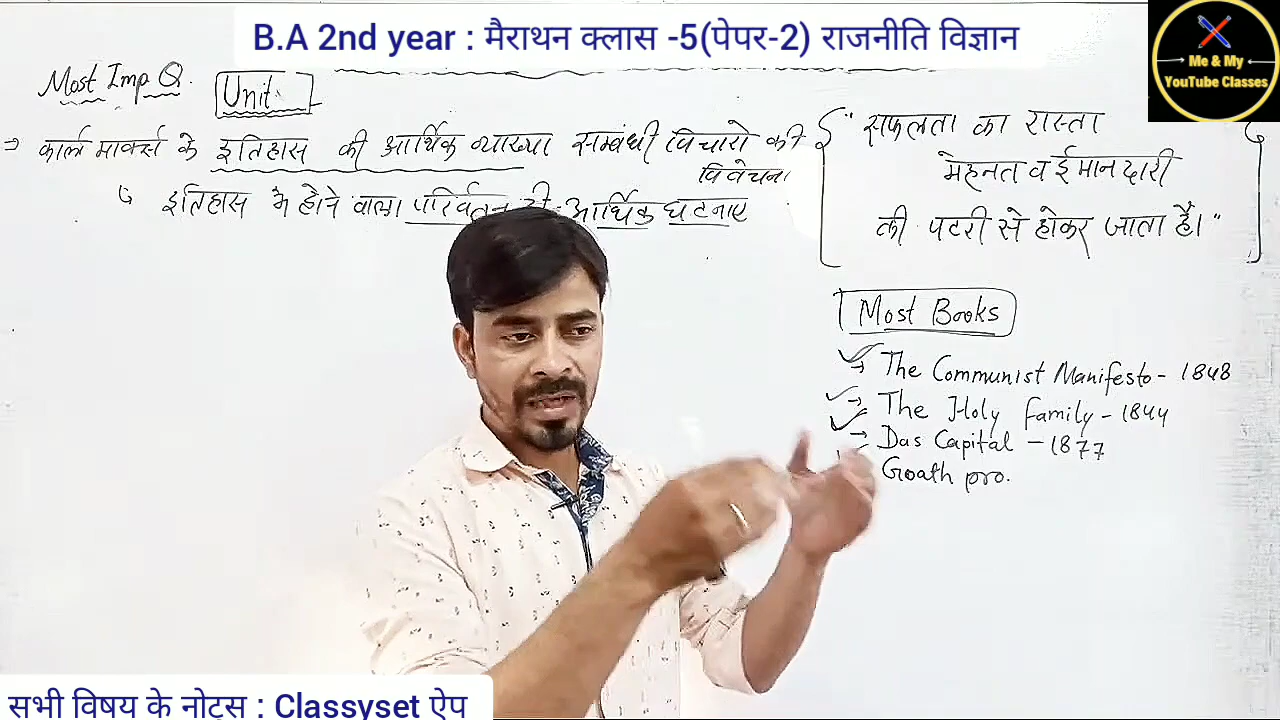 B.A 2nd year : मैराथन क्लास -5(पेपर-2) राजनीति विज्ञान
Me & My
YouTube Classes
Most Imp Q.
Unit
⇒ कार्ल मार्क्स के इतिहास की आर्थिक व्याख्या सम्बंधी विचारो की
विवेचना
इतिहास मे होने वाला परिवर्तन ही आर्थिक घटनाए
"सफलता का रास्ता
मेहनत व ईमानदारी
की पटरी से होकर जाता है।"
Most Books
→ The Communist Manifesto - 1848
→ The Holy Family - 1844
→ Das Capital - 1877
Goath pro.
सभी विषय के नोट्स : Classyset ऐप